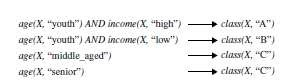 age(X, “youth”) AND income(X, “high”) → class(X, “A”)
age(X, “youth”) AND income(X, “low”) → class(X, “B”)
age(X, “middle_aged”) → class(X, “C”)
age(X, “senior”) → class(X, “C”)